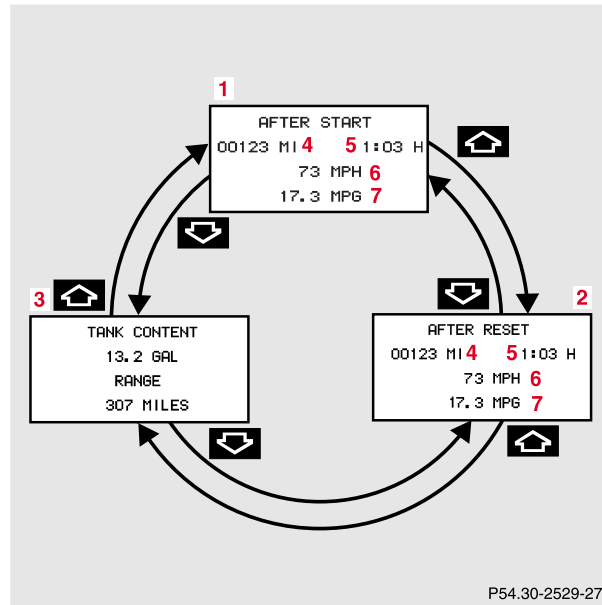 1
AFTER START
00123 MI 4 5 1:03 H
73 MPH 6
17.3 MPG 7
3
TANK CONTENT
13.2 GAL
RANGE
307 MILES
2
AFTER RESET
00123 MI 4 5 1:03 H
73 MPH 6
17.3 MPG 7
P54.30-2529-27